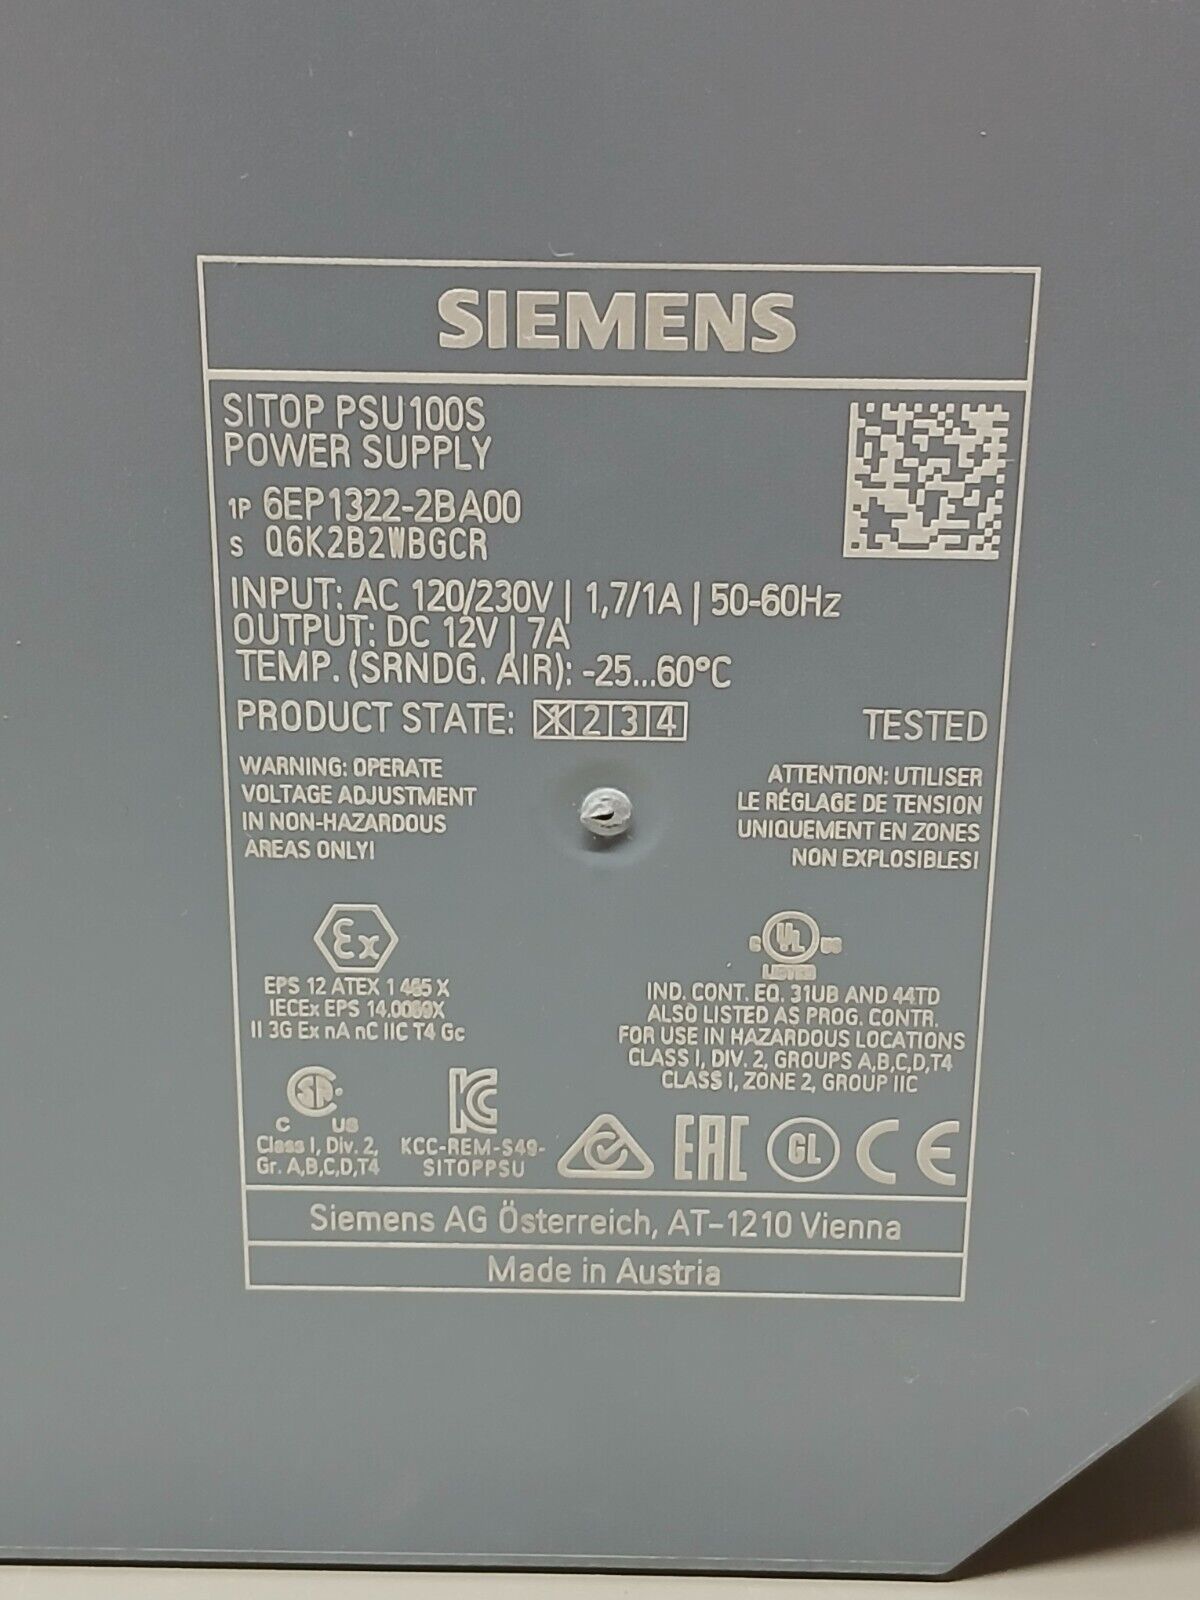 SIEMENS
SITOP PSU100S
POWER SUPPLY
1P 6EP1322-2BA00
S Q6K2B2WBGCR
INPUT: AC 120/230V | 1,7/1A | 50-60Hz
OUTPUT: DC 12V | 7A
TEMP. (SRNDG. AIR): -25...60°C
PRODUCT STATE: 1 2 3 4
TESTED
WARNING: OPERATE
VOLTAGE ADJUSTMENT
IN NON-HAZARDOUS
AREAS ONLY!
ATTENTION: UTILISER
LE RÉGLAGE DE TENSION
UNIQUEMENT EN ZONES
NON EXPLOSIBLES!
Ex
EPS 12 ATEX 1 X
IECEx EPS
II 3G Ex nA nC IIC T4 Gc
C UL US
LISTED
IND. CONT. EQ. 31UB AND 44TD
ALSO LISTED AS PROG. CONTR.
FOR USE IN HAZARDOUS LOCATIONS
CLASS I, DIV. 2, GROUPS A,B,C,D,T4
CLASS I, ZONE 2, GROUP IIC
SA
C US
Class I, Div. 2,
Gr. A,B,C,D,T4
KC
KCC-REM-S49-
SITOPPSU
EAC
GL
CE
Siemens AG Österreich, AT-1210 Vienna
Made in Austria